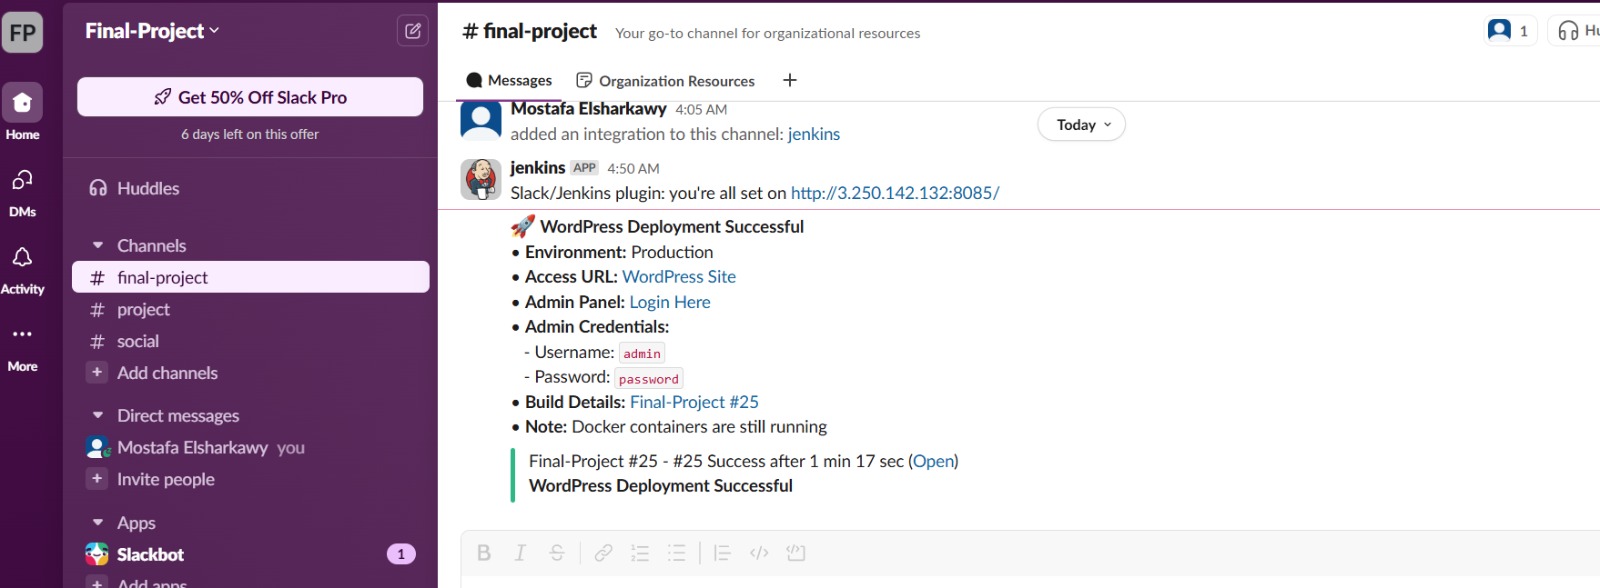 FP
Home
DMs
Activity
More
Final-Project
Get 50% Off Slack Pro
6 days left on this offer
Huddles
Channels
# final-project
# project
# social
+ Add channels
Direct messages
Mostafa Elsharkawy you
+ Invite people
Apps
Slackbot 1
+ Add apps
# final-project Your go-to channel for organizational resources
1
Messages Organization Resources +
Mostafa Elsharkawy 4:05 AM
added an integration to this channel: jenkins
Today
jenkins APP 4:50 AM
Slack/Jenkins plugin: you're all set on http://3.250.142.132:8085/
🚀 WordPress Deployment Successful
• Environment: Production
• Access URL: WordPress Site
• Admin Panel: Login Here
• Admin Credentials:
- Username: admin
- Password: password
• Build Details: Final-Project #25
• Note: Docker containers are still running
Final-Project #25 - #25 Success after 1 min 17 sec (Open)
WordPress Deployment Successful
B I S